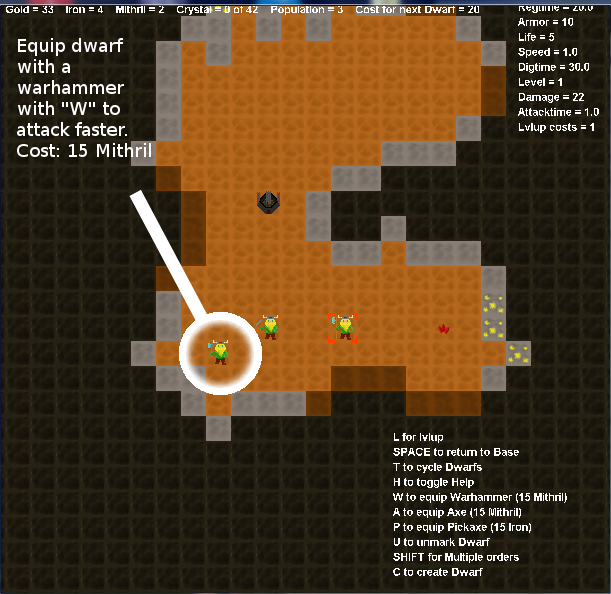 Gold = 33 Iron = 4 Mithril = 2 Crystal = 0 of 42 Population = 3 Cost for next Dwarf = 20
Regtime = 20.0
Armor = 10
Life = 5
Speed = 1.0
Digtime = 30.0
Level = 1
Damage = 22
Attacktime = 1.0
Lvlup costs = 1
Equip dwarf
with a
warhammer
with "W" to
attack faster.
Cost: 15 Mithril
L for lvlup
SPACE to return to Base
T to cycle Dwarfs
H to toggle Help
W to equip Warhammer (15 Mithril)
A to equip Axe (15 Mithril)
P to equip Pickaxe (15 Iron)
U to unmark Dwarf
SHIFT for Multiple orders
C to create Dwarf